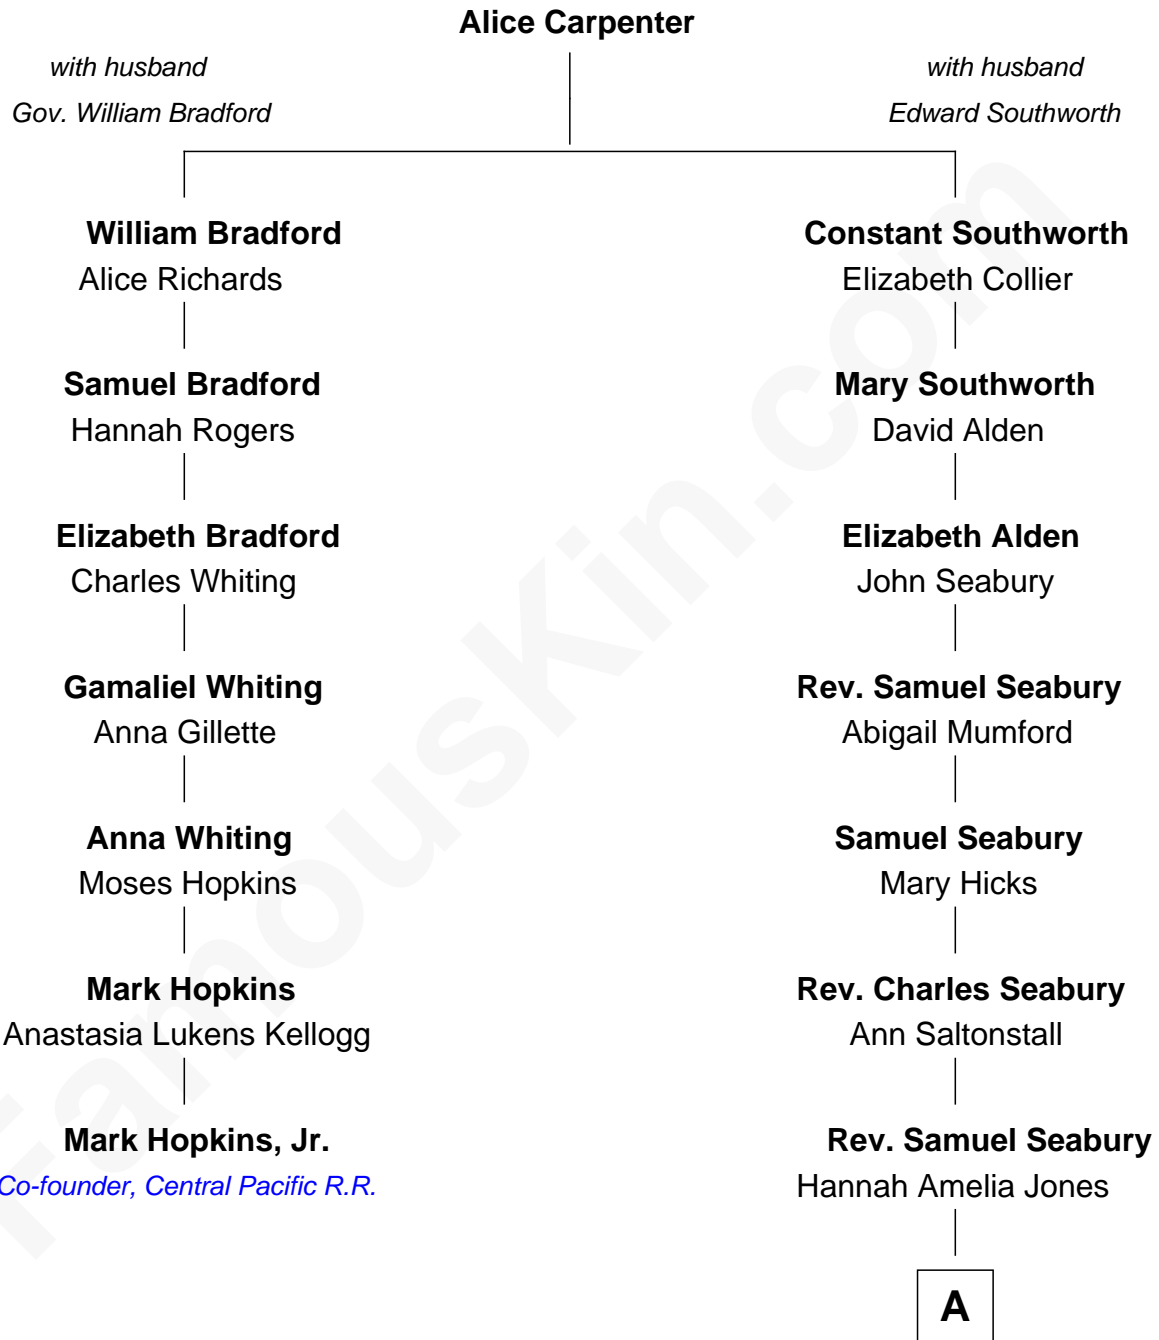 Alice Carpenter
with husband
Gov. William Bradford
with husband
Edward Southworth
William Bradford
Alice Richards
Constant Southworth
Elizabeth Collier
Samuel Bradford
Hannah Rogers
Mary Southworth
David Alden
Elizabeth Bradford
Charles Whiting
Elizabeth Alden
John Seabury
Gamaliel Whiting
Anna Gillette
Rev. Samuel Seabury
Abigail Mumford
Anna Whiting
Moses Hopkins
Samuel Seabury
Mary Hicks
Mark Hopkins
Anastasia Lukens Kellogg
Rev. Charles Seabury
Ann Saltonstall
Mark Hopkins, Jr.
Co-founder, Central Pacific R.R.
Rev. Samuel Seabury
Hannah Amelia Jones
A
FamousKin.com